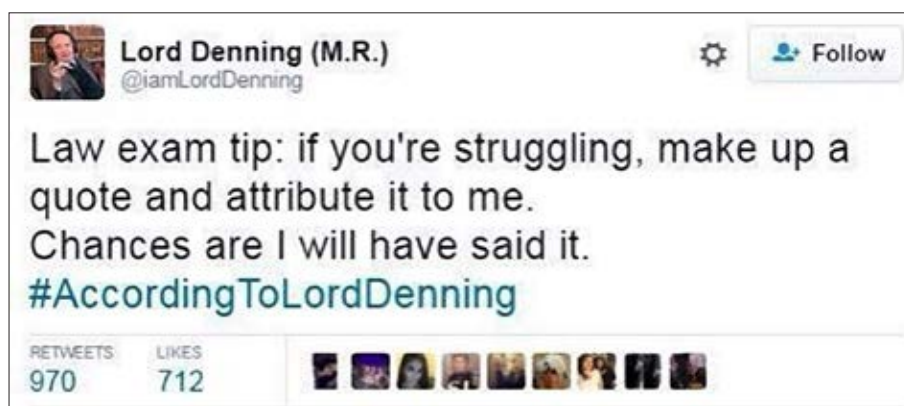 Lord Denning (M.R.)
@iamLordDenning
Follow
Law exam tip: if you're struggling, make up a
quote and attribute it to me.
Chances are I will have said it.
#AccordingToLordDenning
RETWEETS LIKES
970 712